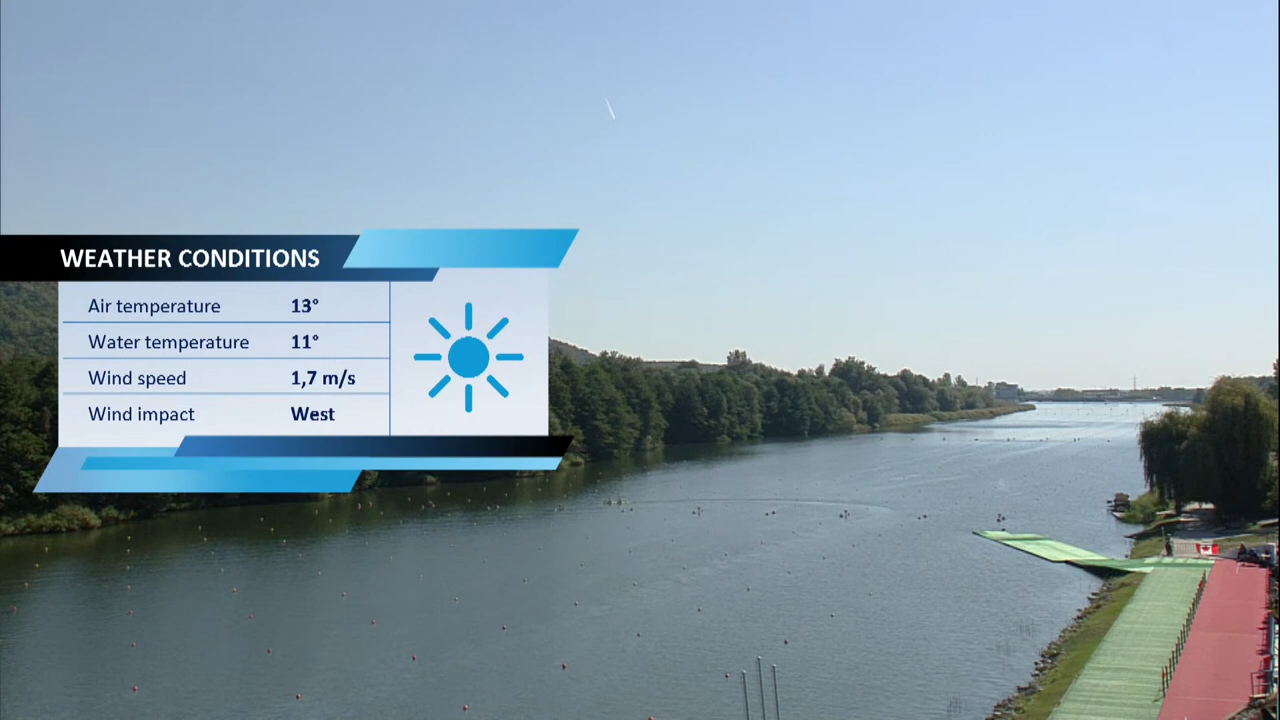 WEATHER CONDITIONS
Air temperature 13°
Water temperature 11°
Wind speed 1,7 m/s
Wind impact West